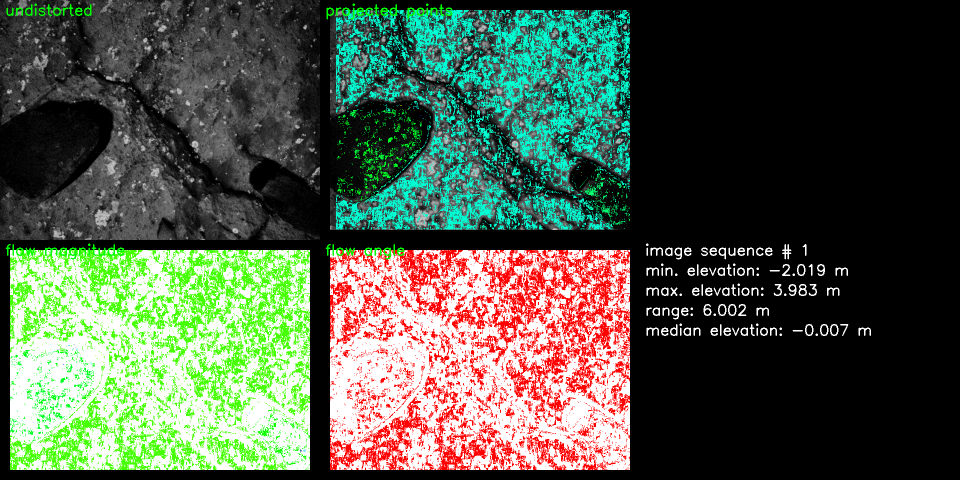 undistorted
projected points
flow magnitude
flow angle
image sequence # 1
min. elevation: -2.019 m
max. elevation: 3.983 m
range: 6.002 m
median elevation: -0.007 m